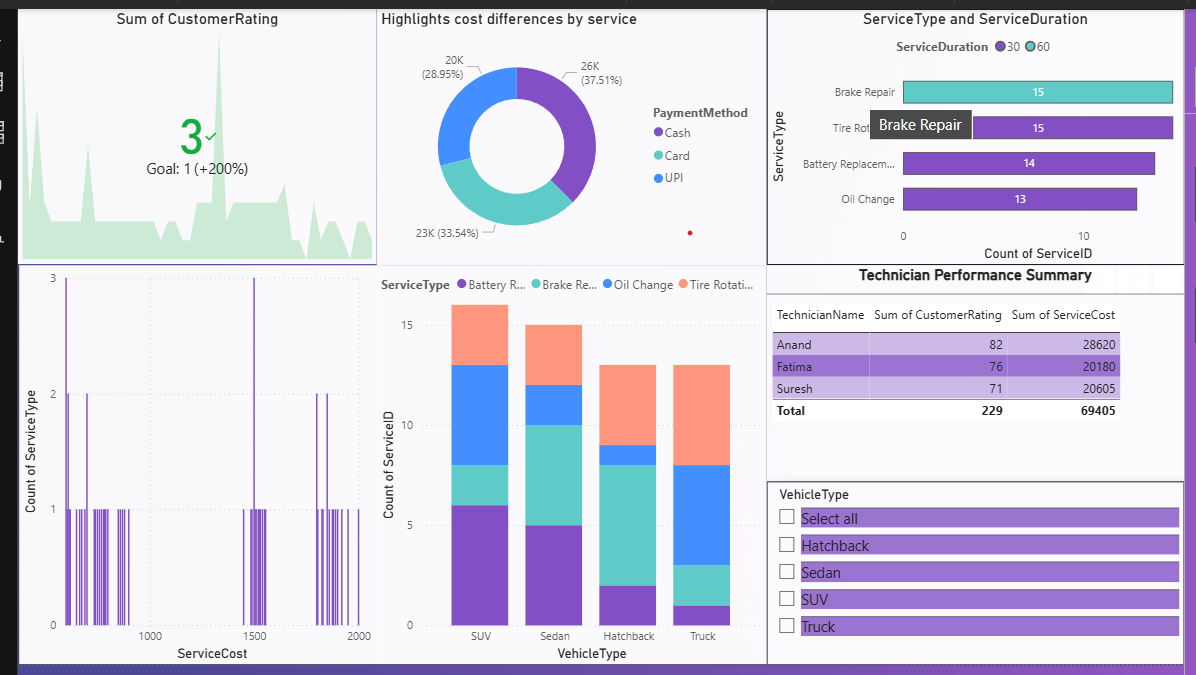 Sum of CustomerRating
3
Goal: 1 (+200%)
Highlights cost differences by service
20K
(28.95%)
26K
(37.51%)
23K (33.54%)
PaymentMethod
Cash
Card
UPI
ServiceType and ServiceDuration
ServiceDuration 30 60
ServiceType
Brake Repair 15
Tire Rot 15
Brake Repair
Battery Replacem... 14
Oil Change 13
0 10
Count of ServiceID
Count of ServiceType
3
2
1
0
1000 1500 2000
ServiceCost
ServiceType Battery R... Brake Re... Oil Change Tire Rotati...
Count of ServiceID
15
10
5
0
SUV Sedan Hatchback Truck
VehicleType
Technician Performance Summary
TechnicianName Sum of CustomerRating Sum of ServiceCost
Anand 82 28620
Fatima 76 20180
Suresh 71 20605
Total 229 69405
VehicleType
Select all
Hatchback
Sedan
SUV
Truck